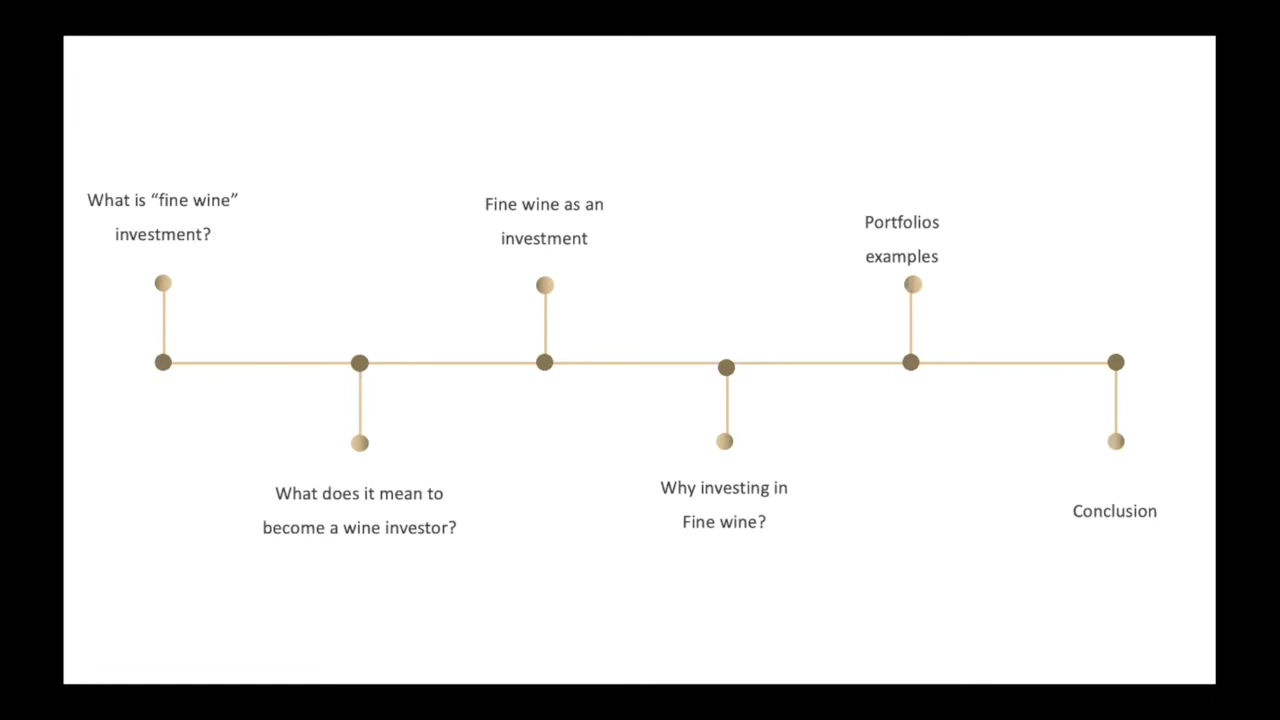 What is “fine wine”
investment?
What does it mean to
become a wine investor?
Fine wine as an
investment
Why investing in
Fine wine?
Portfolios
examples
Conclusion